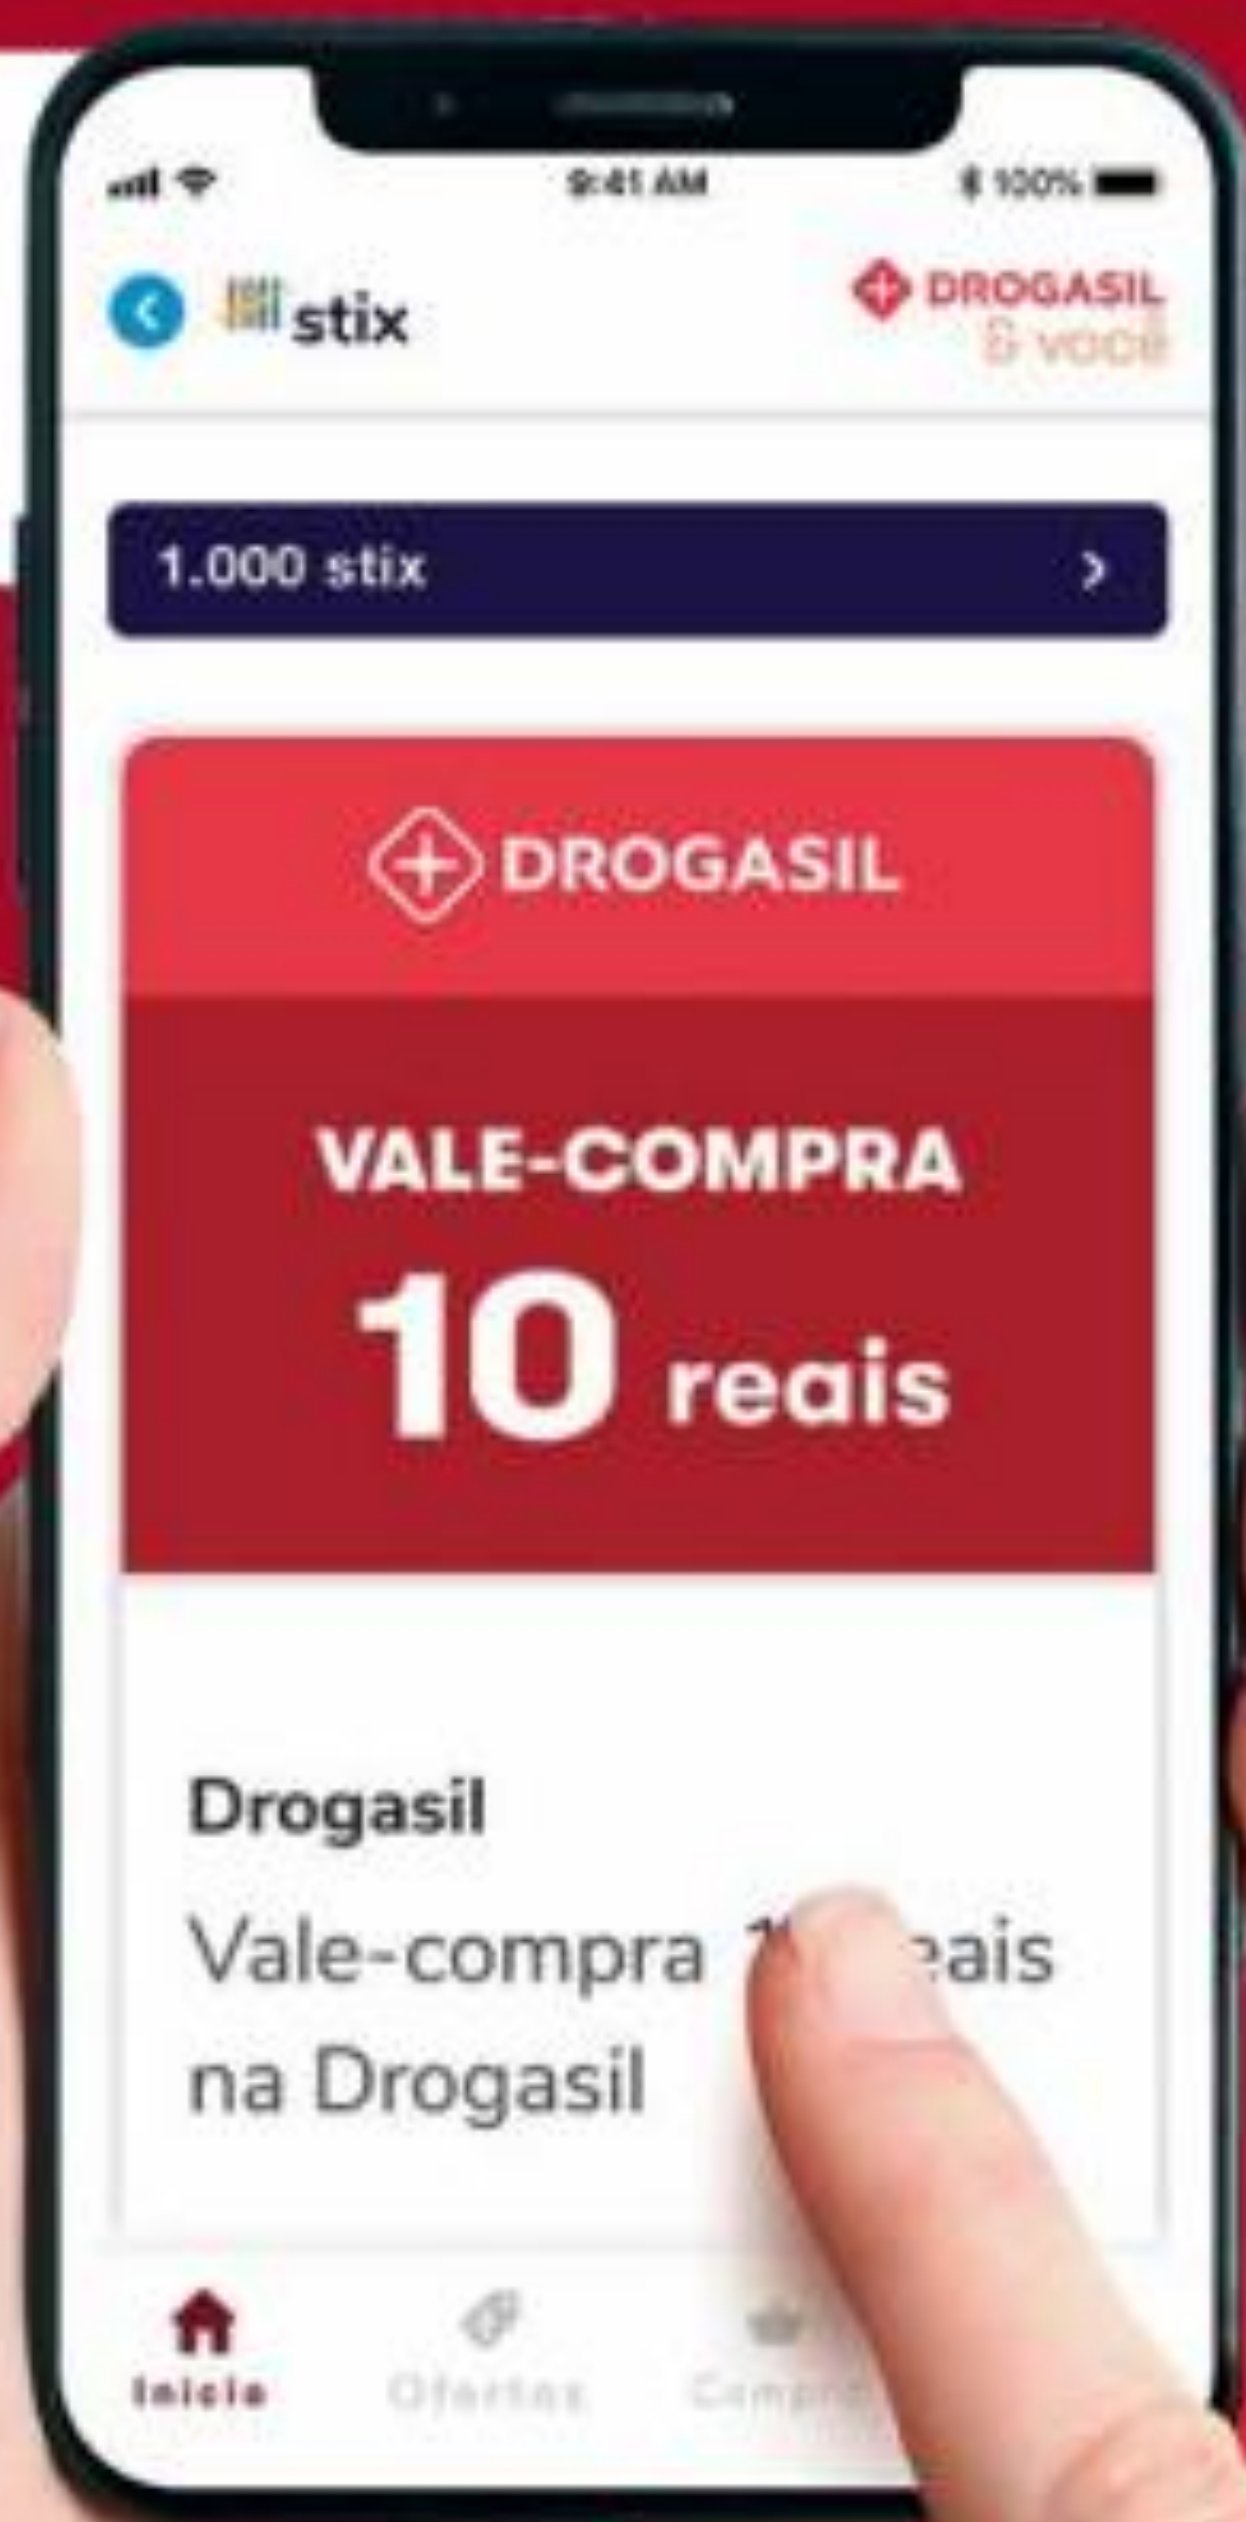 9:41 AM
100%
stix
DROGASIL
& você
1.000 stix
DROGASIL
VALE-COMPRA
10 reais
Drogasil
Vale-compra
na Drogasil
Início
Ofertas